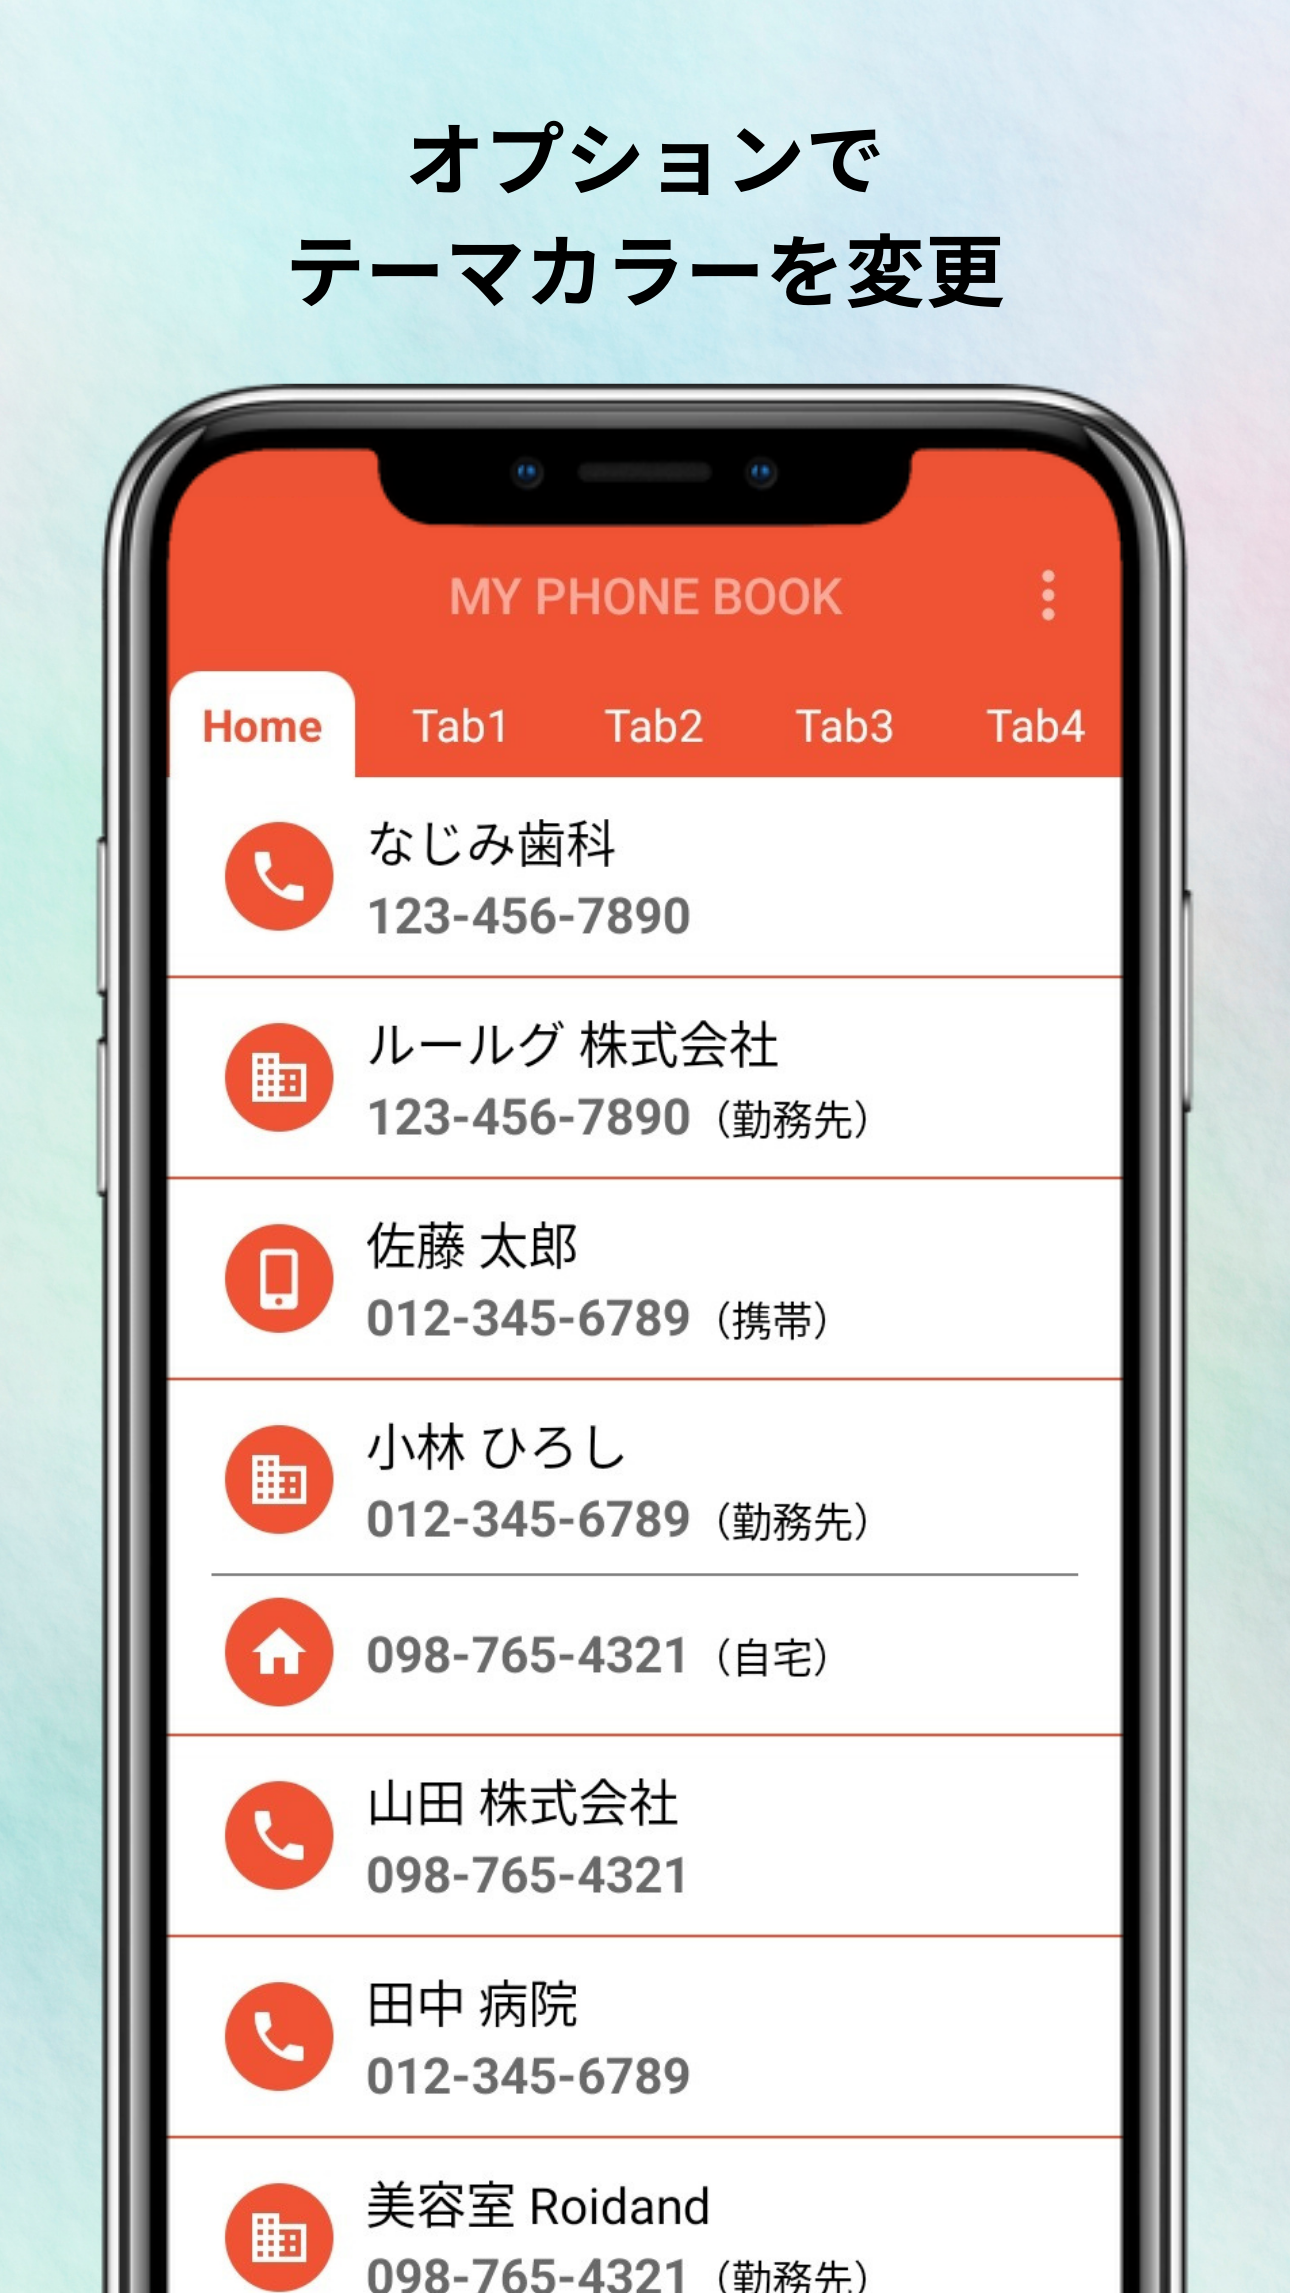 オプションで
テーマカラーを変更
MY PHONE BOOK
Home Tab1 Tab2 Tab3 Tab4
なじみ歯科
123-456-7890
ルールグ 株式会社
123-456-7890（勤務先）
佐藤 太郎
012-345-6789（携帯）
小林 ひろし
012-345-6789（勤務先）
098-765-4321（自宅）
山田 株式会社
098-765-4321
田中 病院
012-345-6789
美容室 Roidand
098-765-4321（勤務先）